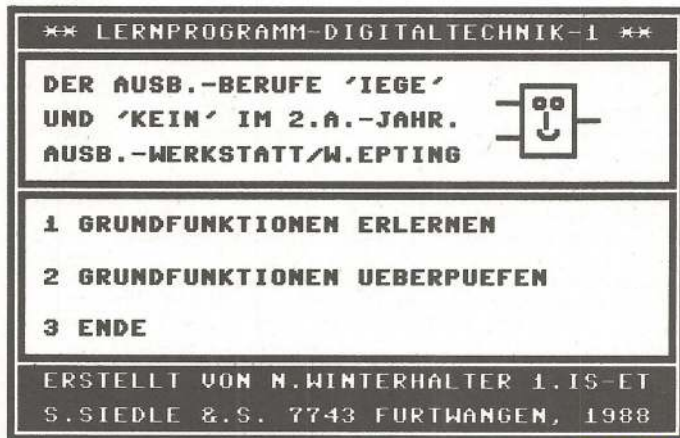 ** LERNPROGRAMM-DIGITALTECHNIK-1 **
DER AUSB.-BERUFE 'IEGE'
UND 'KEIN' IM 2.A.-JAHR.
AUSB.-WERKSTATT/W.EPTING
1 GRUNDFUNKTIONEN ERLERNEN
2 GRUNDFUNKTIONEN UEBERPUEFEN
3 ENDE
ERSTELLT VON N.WINTERHALTER 1.IS-ET
S.SIEDLE &.S. 7743 FURTWANGEN, 1988